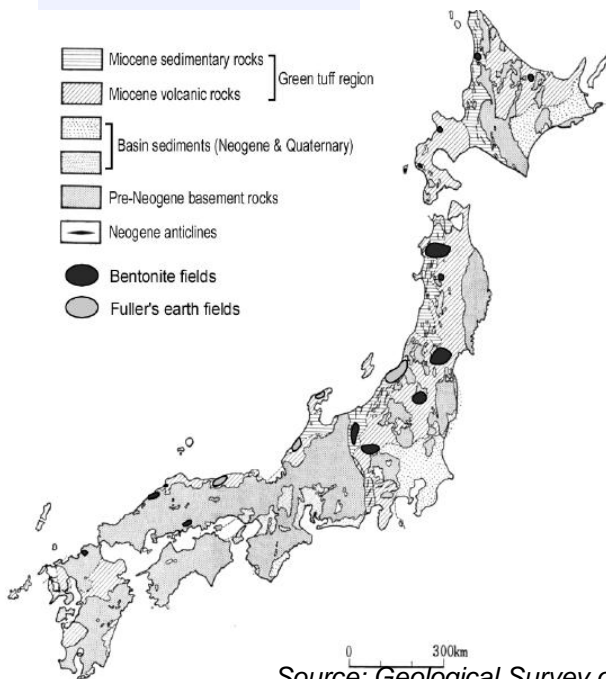 Miocene sedimentary rocks
Green tuff region
Miocene volcanic rocks
Basin sediments (Neogene & Quaternary)
Pre-Neogene basement rocks
Neogene anticlines
Bentonite fields
Fuller's earth fields
0 300km
Source: Geological Survey